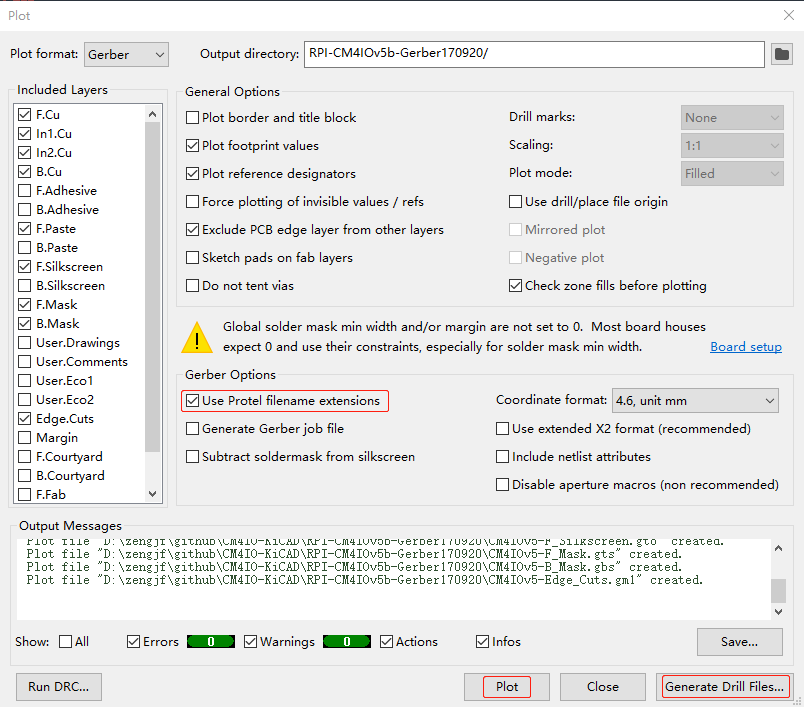 Plot
Plot format: Gerber
Output directory: RPI-CM4IOv5b-Gerber170920/
Included Layers
F.Cu
In1.Cu
In2.Cu
B.Cu
F.Adhesive
B.Adhesive
F.Paste
B.Paste
F.Silkscreen
B.Silkscreen
F.Mask
B.Mask
User.Drawings
User.Comments
User.Eco1
User.Eco2
Edge.Cuts
Margin
F.Courtyard
B.Courtyard
F.Fab
General Options
Plot border and title block
Plot footprint values
Plot reference designators
Force plotting of invisible values / refs
Exclude PCB edge layer from other layers
Sketch pads on fab layers
Do not tent vias
Drill marks: None
Scaling: 1:1
Plot mode: Filled
Use drill/place file origin
Mirrored plot
Negative plot
Check zone fills before plotting
Global solder mask min width and/or margin are not set to 0. Most board houses
expect 0 and use their constraints, especially for solder mask min width.
Board setup
Gerber Options
Use Protel filename extensions
Generate Gerber job file
Subtract soldermask from silkscreen
Coordinate format: 4.6, unit mm
Use extended X2 format (recommended)
Include netlist attributes
Disable aperture macros (non recommended)
Output Messages
Plot file "D:\zengjf\github\CM4IO-KiCAD\RPI-CM4IOv5b-Gerber170920\CM4IOv5-F_Silkscreen.gto" created.
Plot file "D:\zengjf\github\CM4IO-KiCAD\RPI-CM4IOv5b-Gerber170920\CM4IOv5-F_Mask.gts" created.
Plot file "D:\zengjf\github\CM4IO-KiCAD\RPI-CM4IOv5b-Gerber170920\CM4IOv5-B_Mask.gbs" created.
Plot file "D:\zengjf\github\CM4IO-KiCAD\RPI-CM4IOv5b-Gerber170920\CM4IOv5-Edge_Cuts.gm1" created.
Show: All Errors 0 Warnings 0 Actions Infos Save...
Run DRC... Plot Close Generate Drill Files...